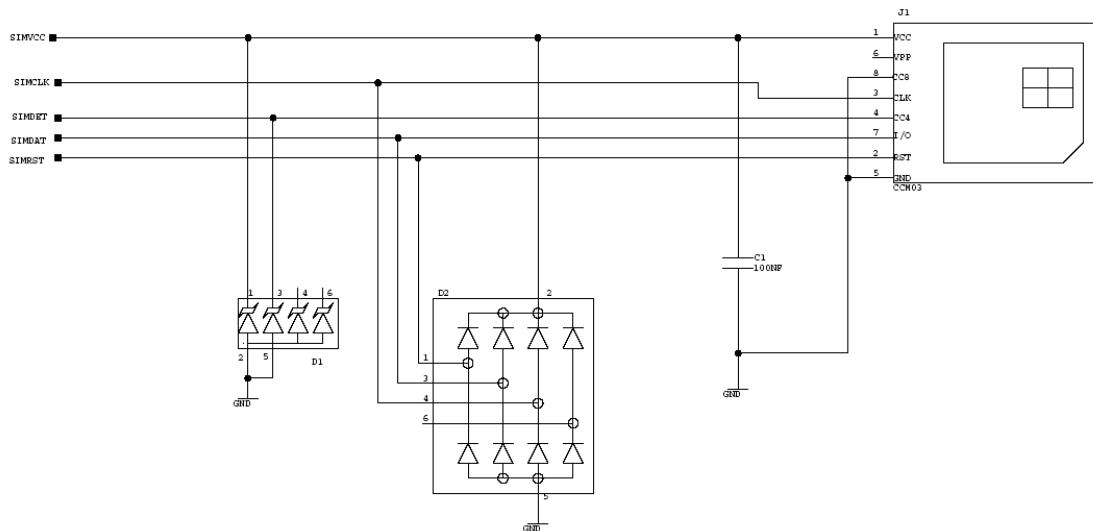 J1
SIMVCC
1 VCC
6 VPP
SIMCLK
8 CC8
3 CLK
SIMDET
4 CC4
SIMDAT
7 I/O
SIMRST
2 RST
5 GND
CCM03
C1
100NF
1 3 4 6
D2
2
2 5
D1
1
3
4
6
GND
GND
5
GND